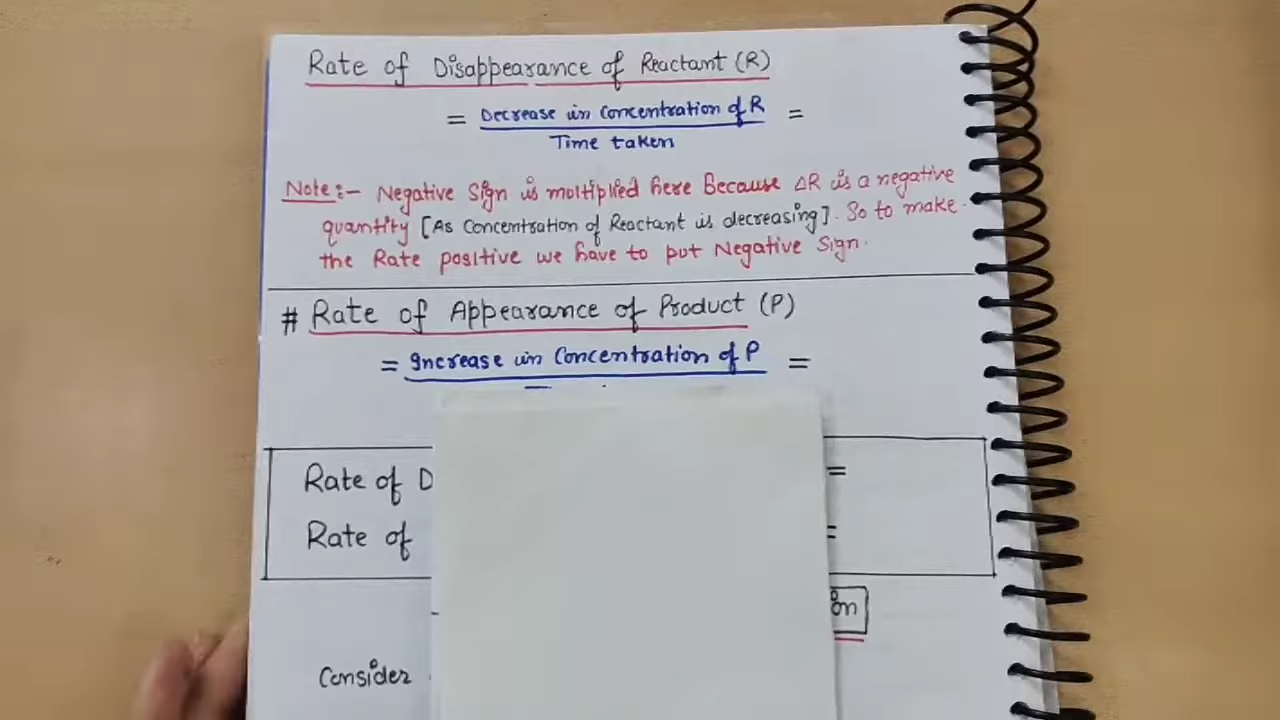 Rate of Disappearance of Reactant (R)
= Decrease in Concentration of R =
Time taken
Note:- Negative Sign is moltiplied here Because ΔR is a negative
quantity [As Concentration of Reactant is decreasing]. So to make
the Rate positive we have to put Negative Sign.
# Rate of Appearance of Product (P)
= Increase in Concentration of P =
Rate of D =
Rate of =
on
Consider